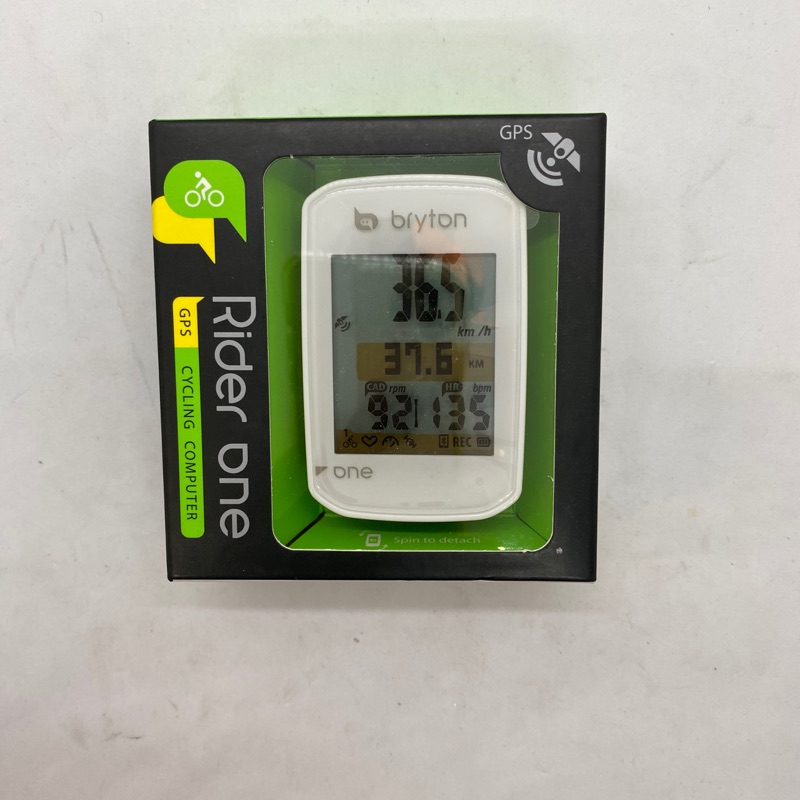 GPS
bryton
36.5
km/h
37.6 KM
CAD rpm HR bpm
92 135
REC
one
Spin to detach
Rider one
GPS CYCLING COMPUTER